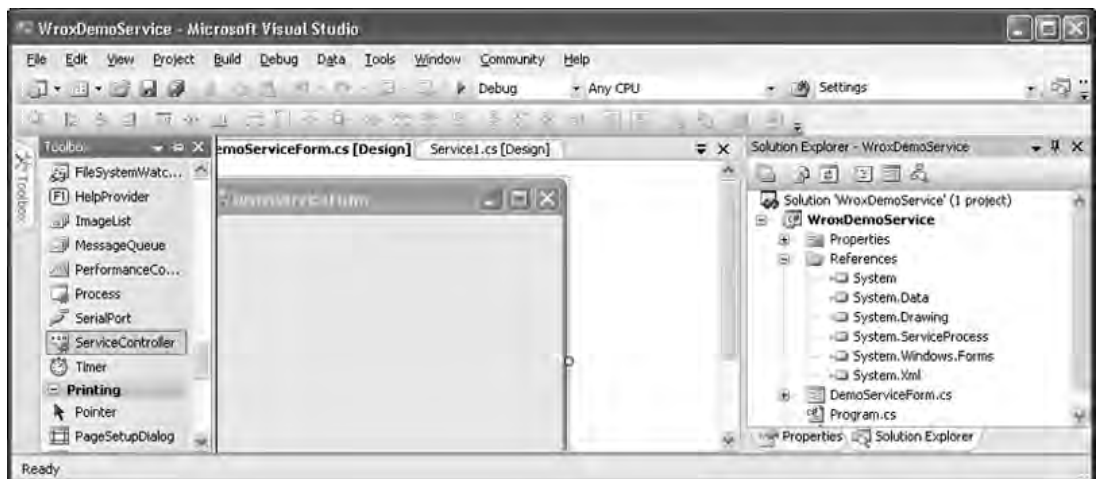 WroxDemoService - Microsoft Visual Studio
File Edit View Project Build Debug Data Tools Window Community Help
Debug Any CPU Settings
Toolbox
emoServiceForm.cs [Design] Service1.cs [Design]
Solution Explorer - WroxDemoService
Toolbox
FileSystemWatc...
HelpProvider
ImageList
MessageQueue
PerformanceCo...
Process
SerialPort
ServiceController
Timer
Printing
Pointer
PageSetupDialog
DemoServiceForm
Solution 'WroxDemoService' (1 project)
WroxDemoService
Properties
References
System
System.Data
System.Drawing
System.ServiceProcess
System.Windows.Forms
System.Xml
DemoServiceForm.cs
Program.cs
Properties Solution Explorer
Ready